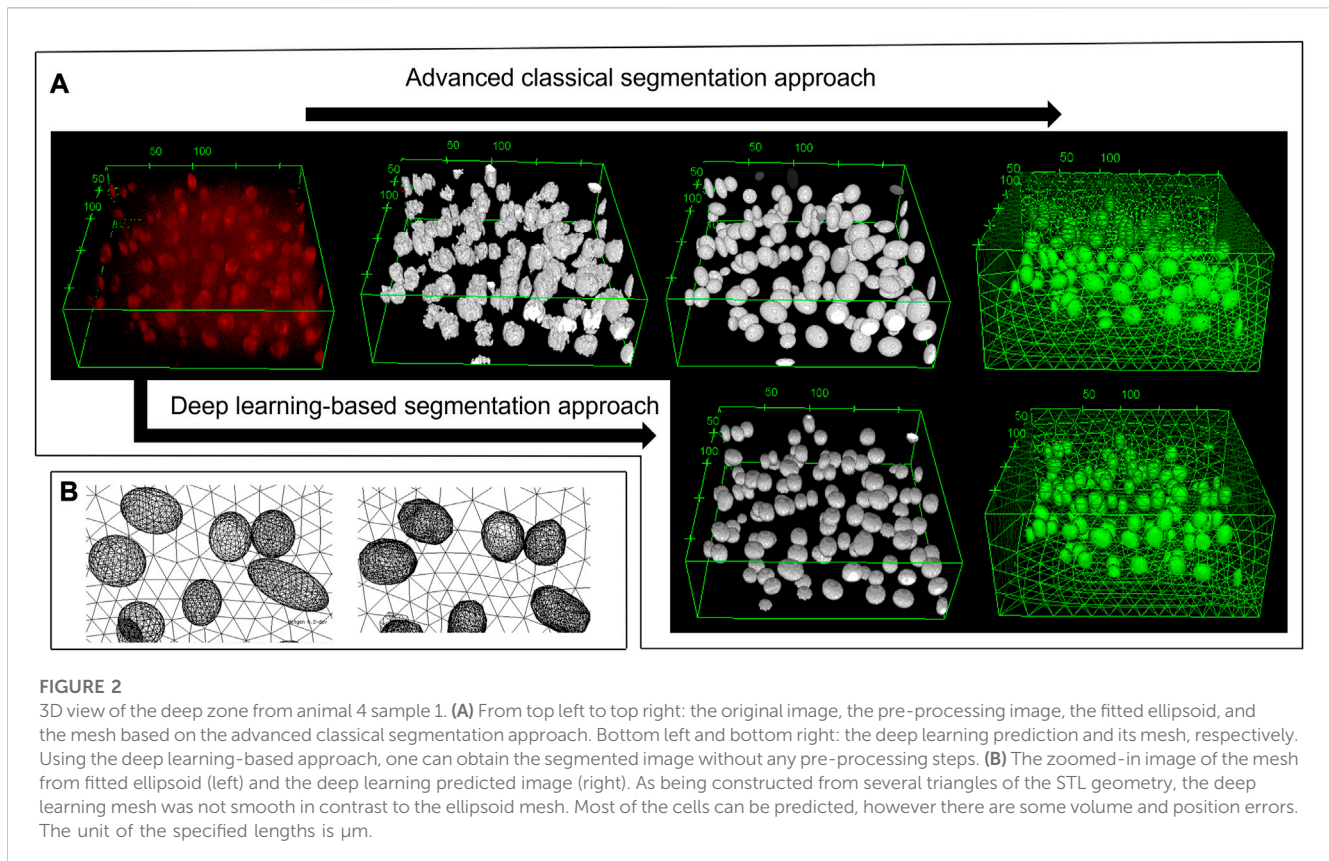 A
Advanced classical segmentation approach
50 100
50
100
50 100
50
100
50 100
50
100
50
100
50
100
Deep learning-based segmentation approach
50 100
50
100
50 100
50
100
B
FIGURE 2
3D view of the deep zone from animal 4 sample 1. (A) From top left to top right: the original image, the pre-processing image, the fitted ellipsoid, and
the mesh based on the advanced classical segmentation approach. Bottom left and bottom right: the deep learning prediction and its mesh, respectively.
Using the deep learning-based approach, one can obtain the segmented image without any pre-processing steps. (B) The zoomed-in image of the mesh
from fitted ellipsoid (left) and the deep learning predicted image (right). As being constructed from several triangles of the STL geometry, the deep
learning mesh was not smooth in contrast to the ellipsoid mesh. Most of the cells can be predicted, however there are some volume and position errors.
The unit of the specified lengths is µm.